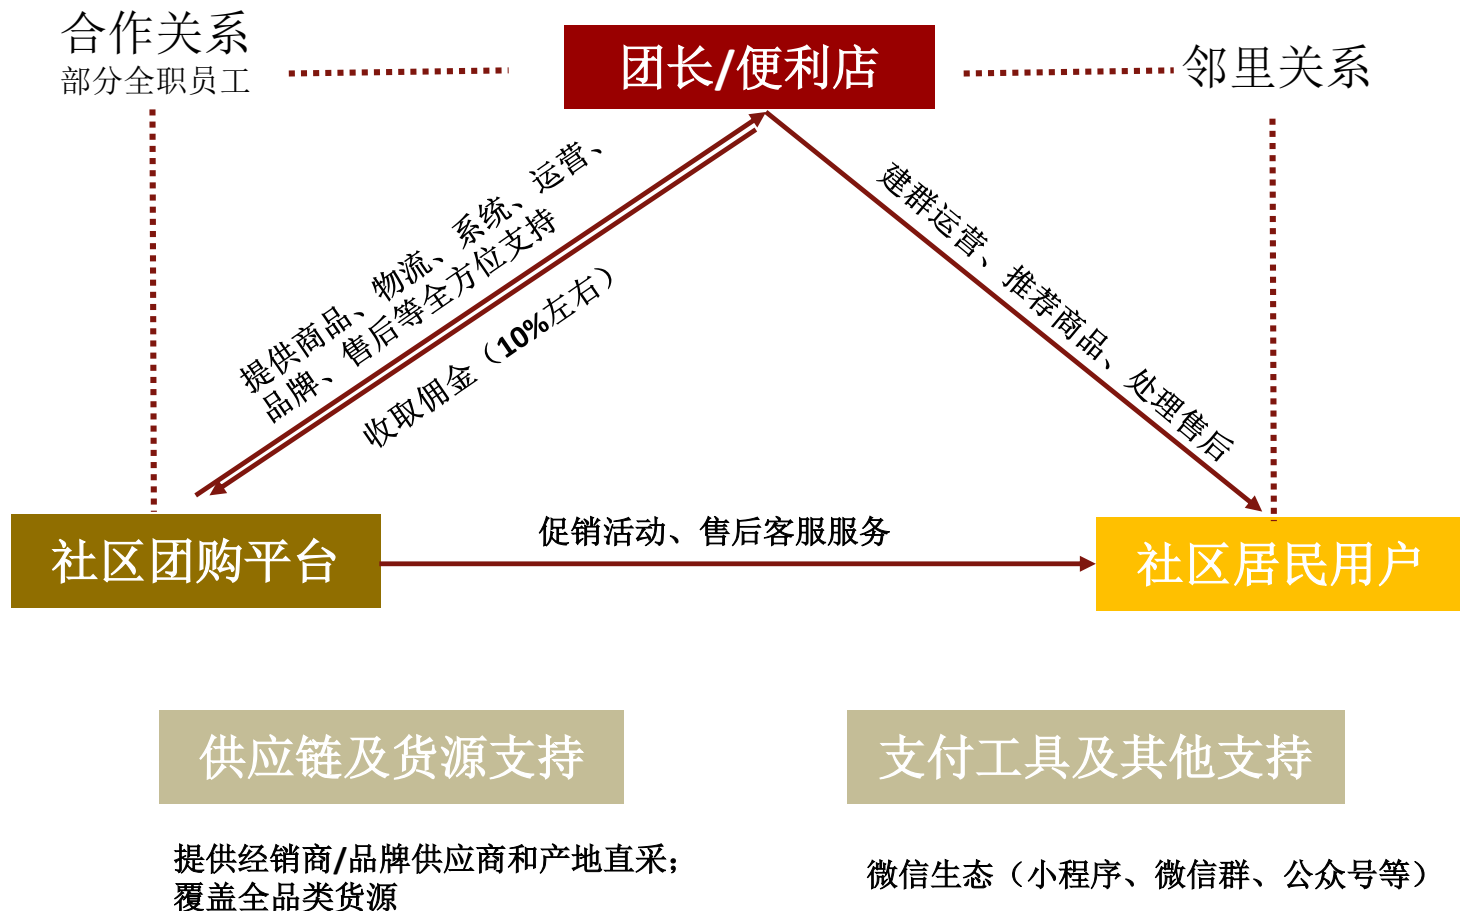 合作关系
部分全职员工
团长/便利店
邻里关系
提供商品、物流、系统、运营、
品牌、售后等全方位支持
收取佣金（10%左右）
建群运营、推荐商品、处理售后
社区团购平台
促销活动、售后客服服务
社区居民用户
供应链及货源支持
支付工具及其他支持
提供经销商/品牌供应商和产地直采；
覆盖全品类货源
微信生态（小程序、微信群、公众号等）